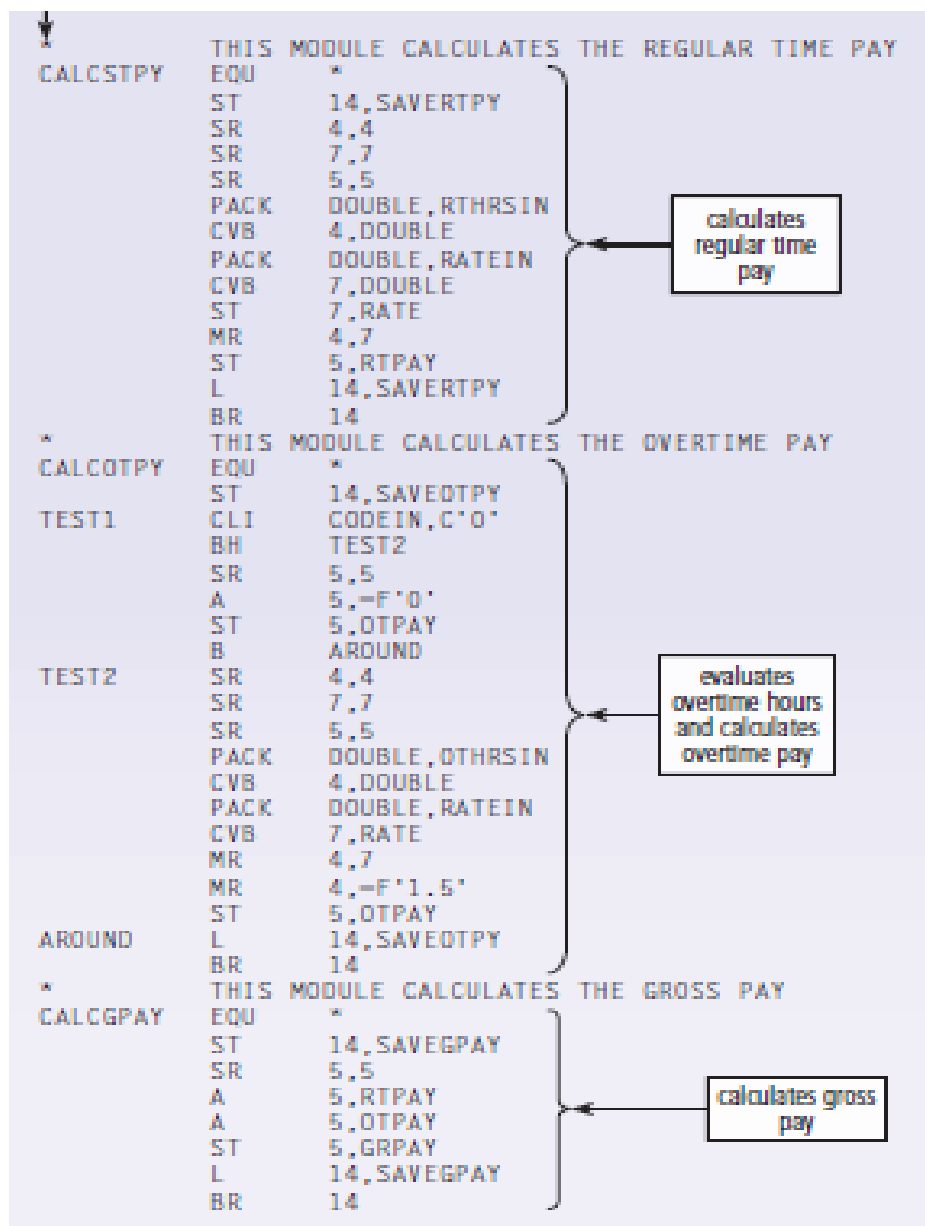 * THIS MODULE CALCULATES THE REGULAR TIME PAY
CALCSTPY EQU *
ST 14,SAVERTPY
SR 4,4
SR 7,7
SR 5,5
PACK DOUBLE,RTHRSIN
CVB 4,DOUBLE
PACK DOUBLE,RATEIN
CVB 7,DOUBLE
ST 7,RATE
MR 4,7
ST 5,RTPAY
L 14,SAVERTPY
BR 14
calculates
regular time
pay
* THIS MODULE CALCULATES THE OVERTIME PAY
CALCOTPY EQU *
ST 14,SAVEOTPY
TEST1 CLI CODEIN,C'O'
BH TEST2
SR 5,5
A 5,=F'0'
ST 5,OTPAY
B AROUND
TEST2 SR 4,4
SR 7,7
SR 5,5
PACK DOUBLE,OTHRSIN
CVB 4,DOUBLE
PACK DOUBLE,RATEIN
CVB 7,RATE
MR 4,7
MR 4,=F'1.5'
ST 5,OTPAY
AROUND L 14,SAVEOTPY
BR 14
evaluates
overtime hours
and calculates
overtime pay
* THIS MODULE CALCULATES THE GROSS PAY
CALCGPAY EQU *
ST 14,SAVEGPAY
SR 5,5
A 5,RTPAY
A 5,OTPAY
ST 5,GRPAY
L 14,SAVEGPAY
BR 14
calculates gross
pay